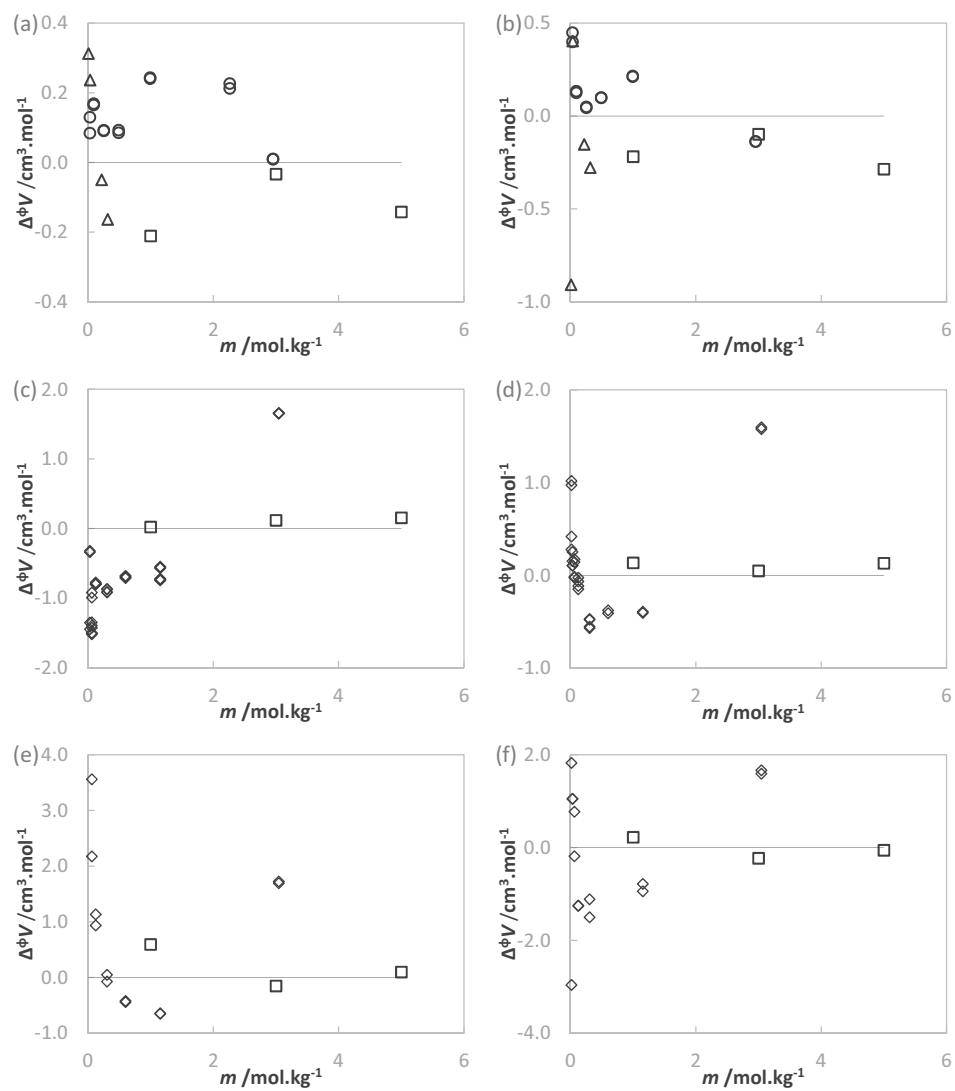 (a)
0.4
0.2
0.0
-0.2
-0.4
ΔᶲV /cm³.mol⁻¹
0 2 4 6
m /mol.kg⁻¹
(b)
0.5
0.0
-0.5
-1.0
ΔᶲV /cm³.mol⁻¹
0 2 4 6
m /mol.kg⁻¹
(c)
2.0
1.0
0.0
-1.0
-2.0
ΔᶲV /cm³.mol⁻¹
0 2 4 6
m /mol.kg⁻¹
(d)
2.0
1.0
0.0
-1.0
ΔᶲV /cm³.mol⁻¹
0 2 4 6
m /mol.kg⁻¹
(e)
4.0
3.0
2.0
1.0
0.0
-1.0
ΔᶲV /cm³.mol⁻¹
0 2 4 6
m /mol.kg⁻¹
(f)
2.0
0.0
-2.0
-4.0
ΔᶲV /cm³.mol⁻¹
0 2 4 6
m /mol.kg⁻¹